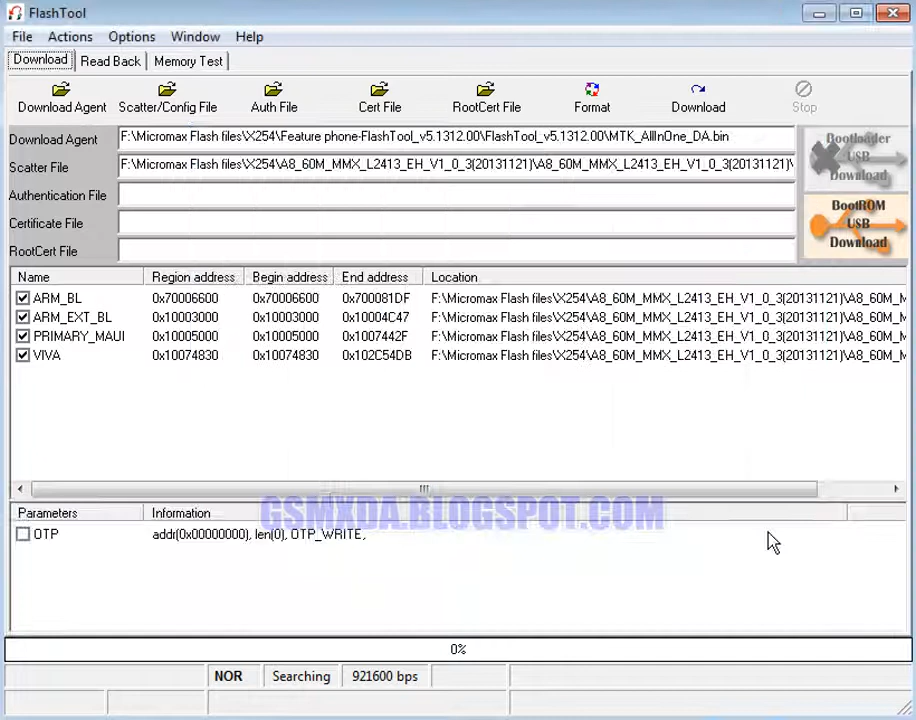 FlashTool
File Actions Options Window Help
Download Read Back Memory Test
Download Agent Scatter/Config File Auth File Cert File RootCert File Format Download Stop
Download Agent F:\Micromax Flash files\X254\Feature phone-FlashTool_v5.1312.00\FlashTool_v5.1312.00\MTK_AllInOne_DA.bin
Scatter File F:\Micromax Flash files\X254\A8_60M_MMX_L2413_EH_V1_0_3(20131121)\A8_60M_MMX_L2413_EH_V1_0_3(20131121)\
Authentication File
Certificate File
RootCert File
Bootloader
USB
Download
BootROM
USB
Download
Name Region address Begin address End address Location
ARM_BL 0x70006600 0x70006600 0x700081DF F:\Micromax Flash files\X254\A8_60M_MMX_L2413_EH_V1_0_3(20131121)\A8_60M_M
ARM_EXT_BL 0x10003000 0x10003000 0x10004C47 F:\Micromax Flash files\X254\A8_60M_MMX_L2413_EH_V1_0_3(20131121)\A8_60M_M
PRIMARY_MAUI 0x10005000 0x10005000 0x1007442F F:\Micromax Flash files\X254\A8_60M_MMX_L2413_EH_V1_0_3(20131121)\A8_60M_M
VIVA 0x10074830 0x10074830 0x102C54DB F:\Micromax Flash files\X254\A8_60M_MMX_L2413_EH_V1_0_3(20131121)\A8_60M_M
Parameters Information
GSMXDA.BLOGSPOT.COM
OTP addr(0x00000000), len(0), OTP_WRITE,
0%
NOR Searching 921600 bps